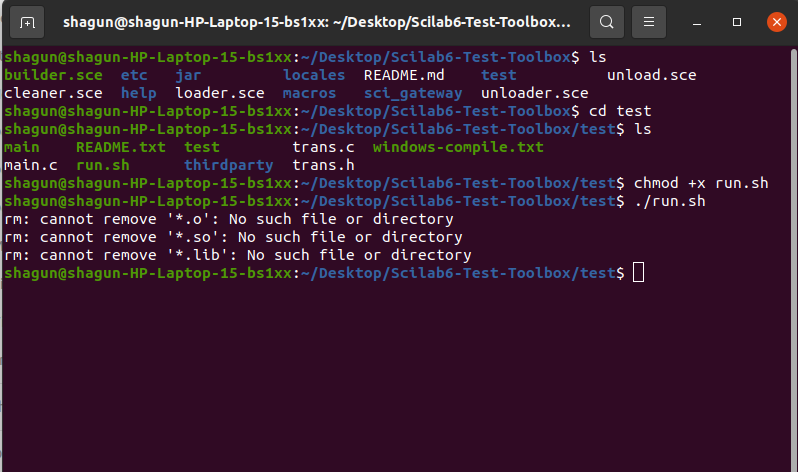 shagun@shagun-HP-Laptop-15-bs1xx: ~/Desktop/Scilab6-Test-Toolbox...
shagun@shagun-HP-Laptop-15-bs1xx:~/Desktop/Scilab6-Test-Toolbox$ ls
builder.sce etc jar locales README.md test unload.sce
cleaner.sce help loader.sce macros sci_gateway unloader.sce
shagun@shagun-HP-Laptop-15-bs1xx:~/Desktop/Scilab6-Test-Toolbox$ cd test
shagun@shagun-HP-Laptop-15-bs1xx:~/Desktop/Scilab6-Test-Toolbox/test$ ls
main README.txt test trans.c windows-compile.txt
main.c run.sh thirdparty trans.h
shagun@shagun-HP-Laptop-15-bs1xx:~/Desktop/Scilab6-Test-Toolbox/test$ chmod +x run.sh
shagun@shagun-HP-Laptop-15-bs1xx:~/Desktop/Scilab6-Test-Toolbox/test$ ./run.sh
rm: cannot remove '*.o': No such file or directory
rm: cannot remove '*.so': No such file or directory
rm: cannot remove '*.lib': No such file or directory
shagun@shagun-HP-Laptop-15-bs1xx:~/Desktop/Scilab6-Test-Toolbox/test$